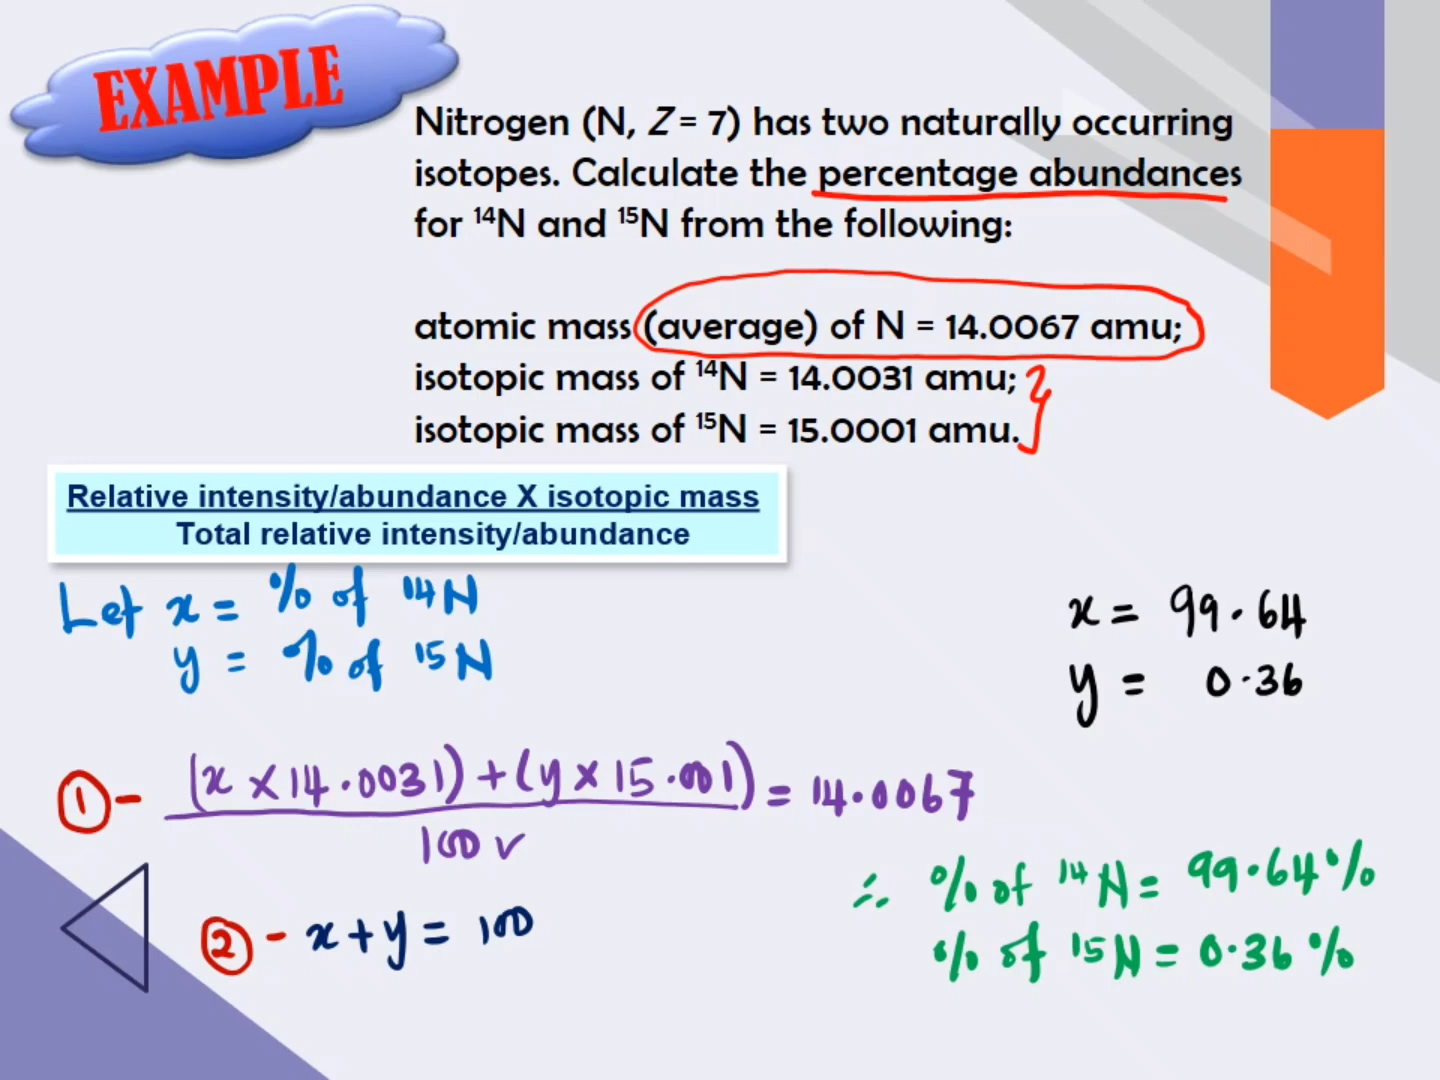 EXAMPLE
Nitrogen (N, Z = 7) has two naturally occurring
isotopes. Calculate the percentage abundances
for ¹⁴N and ¹⁵N from the following:
atomic mass (average) of N = 14.0067 amu;
isotopic mass of ¹⁴N = 14.0031 amu;
isotopic mass of ¹⁵N = 15.0001 amu.
Relative intensity/abundance X isotopic mass
Total relative intensity/abundance
Let x = % of ¹⁴N
y = % of ¹⁵N
x = 99.64
y = 0.36
① - (x × 14.0031) + (y × 15.001) = 14.0067
100 ✓
② - x + y = 100
∴ % of ¹⁴N = 99.64%
% of ¹⁵N = 0.36%